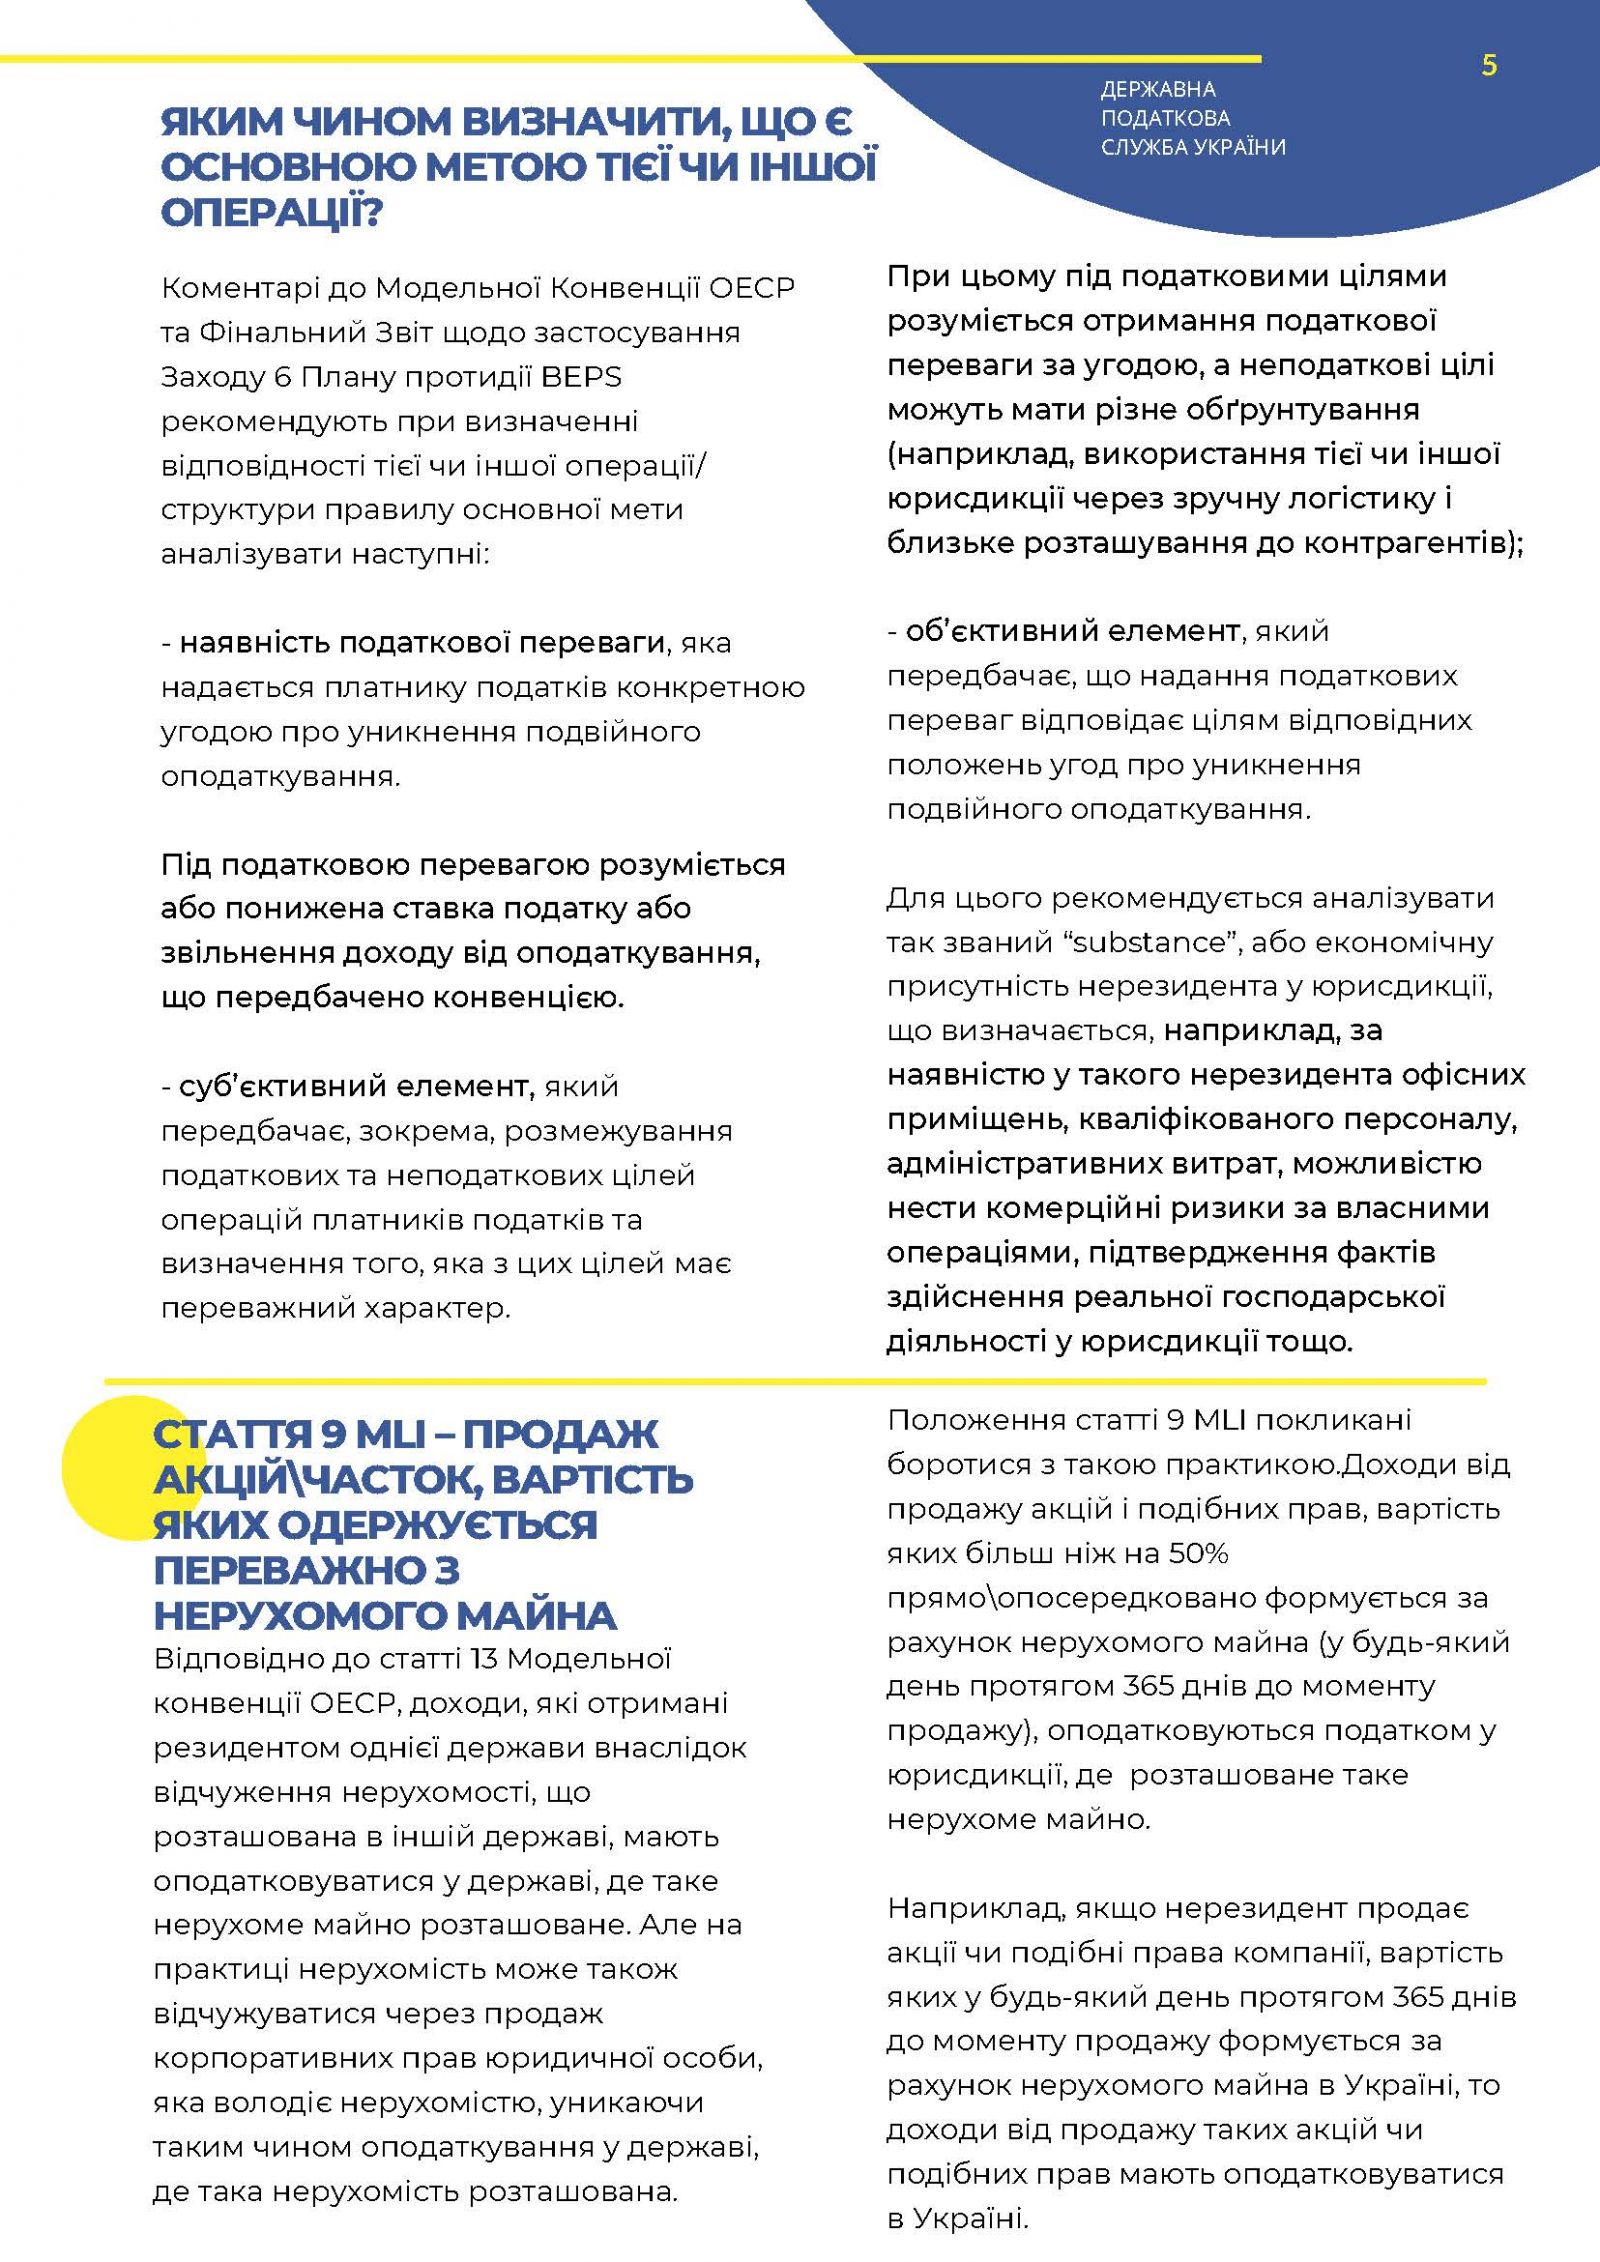 5
ДЕРЖАВНА
ПОДАТКОВА
СЛУЖБА УКРАЇНИ
ЯКИМ ЧИНОМ ВИЗНАЧИТИ, ЩО Є
ОСНОВНОЮ МЕТОЮ ТІЄЇ ЧИ ІНШОЇ
ОПЕРАЦІЇ?
Коментарі до Модельної Конвенції ОЕСР
та Фінальний Звіт щодо застосування
Заходу 6 Плану протидії BEPS
рекомендують при визначенні
відповідності тієї чи іншої операції/
структури правилу основної мети
аналізувати наступні:
- наявність податкової переваги, яка
надається платнику податків конкретною
угодою про уникнення подвійного
оподаткування.
Під податковою перевагою розуміється
або понижена ставка податку або
звільнення доходу від оподаткування,
що передбачено конвенцією.
- суб’єктивний елемент, який
передбачає, зокрема, розмежування
податкових та неподаткових цілей
операцій платників податків та
визначення того, яка з цих цілей має
переважний характер.
При цьому під податковими цілями
розуміється отримання податкової
переваги за угодою, а неподаткові цілі
можуть мати різне обґрунтування
(наприклад, використання тієї чи іншої
юрисдикції через зручну логістику і
близьке розташування до контрагентів);
- об’єктивний елемент, який
передбачає, що надання податкових
переваг відповідає цілям відповідних
положень угод про уникнення
подвійного оподаткування.
Для цього рекомендується аналізувати
так званий “substance”, або економічну
присутність нерезидента у юрисдикції,
що визначається, наприклад, за
наявністю у такого нерезидента офісних
приміщень, кваліфікованого персоналу,
адміністративних витрат, можливістю
нести комерційні ризики за власними
операціями, підтвердження фактів
здійснення реальної господарської
діяльності у юрисдикції тощо.
СТАТТЯ 9 MLI – ПРОДАЖ
АКЦІЙ\ЧАСТОК, ВАРТІСТЬ
ЯКИХ ОДЕРЖУЄТЬСЯ
ПЕРЕВАЖНО З
НЕРУХОМОГО МАЙНА
Відповідно до статті 13 Модельної
конвенції ОЕСР, доходи, які отримані
резидентом однієї держави внаслідок
відчуження нерухомості, що
розташована в іншій державі, мають
оподатковуватися у державі, де таке
нерухоме майно розташоване. Але на
практиці нерухомість може також
відчужуватися через продаж
корпоративних прав юридичної особи,
яка володіє нерухомістю, уникаючи
таким чином оподаткування у державі,
де така нерухомість розташована.
Положення статті 9 MLI покликані
боротися з такою практикою.Доходи від
продажу акцій і подібних прав, вартість
яких більш ніж на 50%
прямо\опосередковано формується за
рахунок нерухомого майна (у будь-який
день протягом 365 днів до моменту
продажу), оподатковуються податком у
юрисдикції, де  розташоване таке
нерухоме майно.
Наприклад, якщо нерезидент продає
акції чи подібні права компанії, вартість
яких у будь-який день протягом 365 днів
до моменту продажу формується за
рахунок нерухомого майна в Україні, то
доходи від продажу таких акцій чи
подібних прав мають оподатковуватися
в Україні.